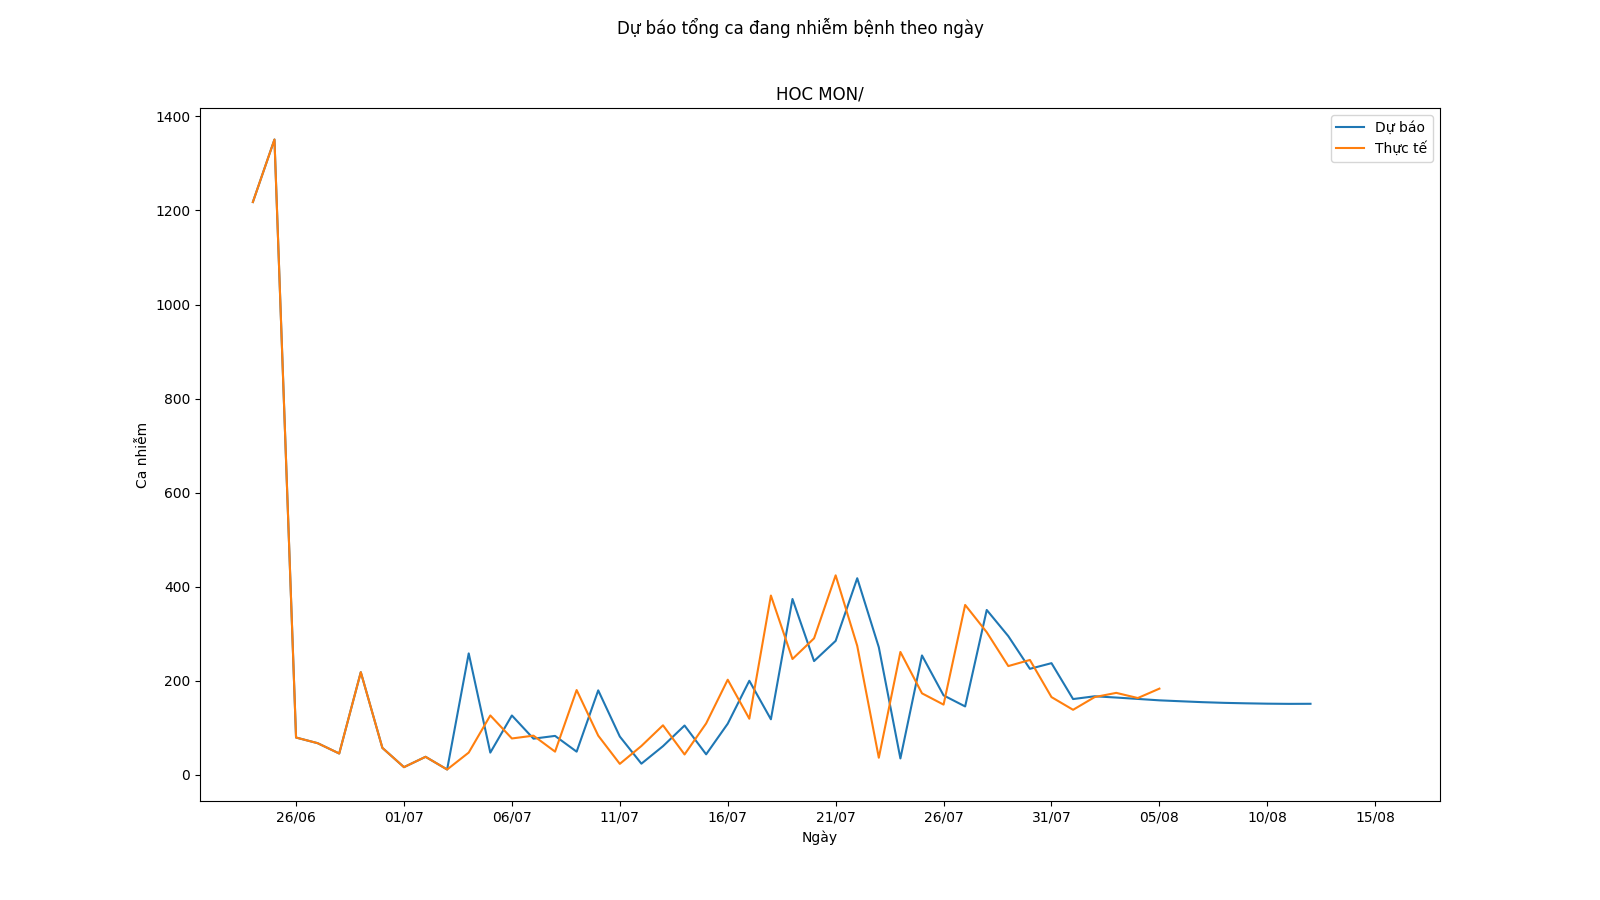 Dự báo tổng ca đang nhiễm bệnh theo ngày
HOC MON/
1400
1200
1000
800
600
400
200
0
Ca nhiễm
Dự báo
Thực tế
26/06 01/07 06/07 11/07 16/07 21/07 26/07 31/07 05/08 10/08 15/08
Ngày